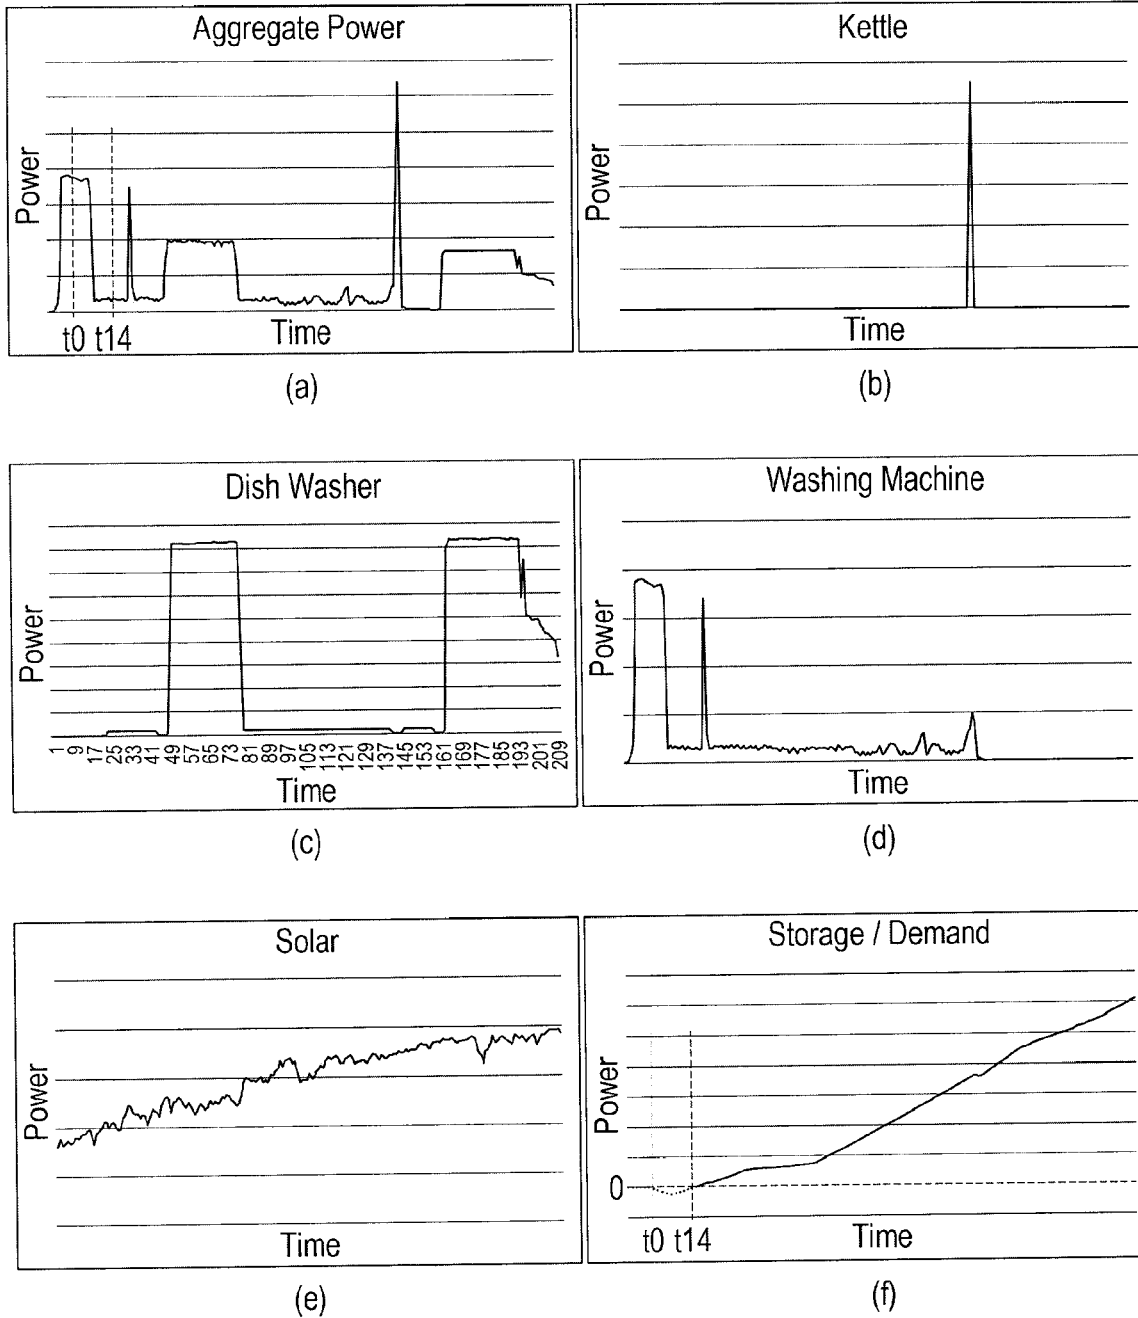 Aggregate Power
Power
t0 t14
Time
(a)
Kettle
Power
Time
(b)
Dish Washer
Power
1 9 17 25 33 41 49 57 65 73 81 89 97 105 113 121 129 137 145 153 161 169 177 185 193 201 209
Time
(c)
Washing Machine
Power
Time
(d)
Solar
Power
Time
(e)
Storage / Demand
Power
0
t0 t14
Time
(f)